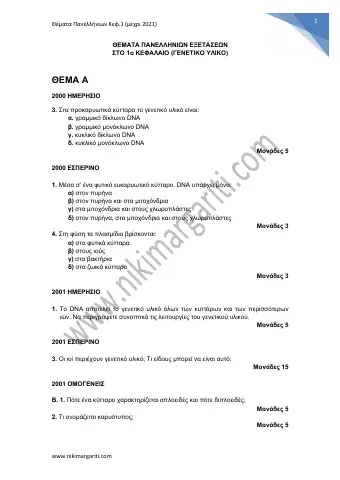 Θέματα Πανελλήνιων Κεφ.1 (μέχρι 2021)
1
ΘΕΜΑΤΑ ΠΑΝΕΛΛΗΝΙΩΝ ΕΞΕΤΑΣΕΩΝ
ΣΤΟ 1ο ΚΕΦΑΛΑΙΟ (ΓΕΝΕΤΙΚΟ ΥΛΙΚΟ)
ΘΕΜΑ Α
2000 ΗΜΕΡΗΣΙΟ
3. Στα προκαρυωτικά κύτταρα το γενετικό υλικό είναι:
α. γραμμικό δίκλωνο DNA
β. γραμμικό μονόκλωνο DNA
γ. κυκλικό δίκλωνο DNA
δ. κυκλικό μονόκλωνο DNA
Μονάδες 5
2000 ΕΣΠΕΡΙΝΟ
1. Μέσα σ' ένα φυτικό ευκαρυωτικό κύτταρο, DNA υπάρχει μόνο:
α) στον πυρήνα
β) στον πυρήνα και στα μιτοχόνδρια
γ) στα μιτοχόνδρια και στους χλωροπλάστες
δ) στον πυρήνα, στα μιτοχόνδρια και στους χλωροπλάστες
Μονάδες 3
4. Στη φύση τα πλασμίδια βρίσκονται:
α) στα φυτικά κύτταρα
β) στους ιούς
γ) στα βακτήρια
δ) στα ζωικά κύτταρα
Μονάδες 3
2001 ΗΜΕΡΗΣΙΟ
1. Το DNA αποτελεί το γενετικό υλικό όλων των κυττάρων και των περισσότερων
ιών. Να περιγράψετε συνοπτικά τις λειτουργίες του γενετικού υλικού.
Μονάδες 5
2001 ΕΣΠΕΡΙΝΟ
3. Οι ιοί περιέχουν γενετικό υλικό; Τι είδους μπορεί να είναι αυτό;
Μονάδες 15
2001 ΟΜΟΓΕΝΕΙΣ
Β. 1. Πότε ένα κύτταρο χαρακτηρίζεται απλοειδές και πότε διπλοειδές;
Μονάδες 5
2. Τι ονομάζεται καρυότυπος;
Μονάδες 5
www.nikimargariti.com
www.nikimargariti.com